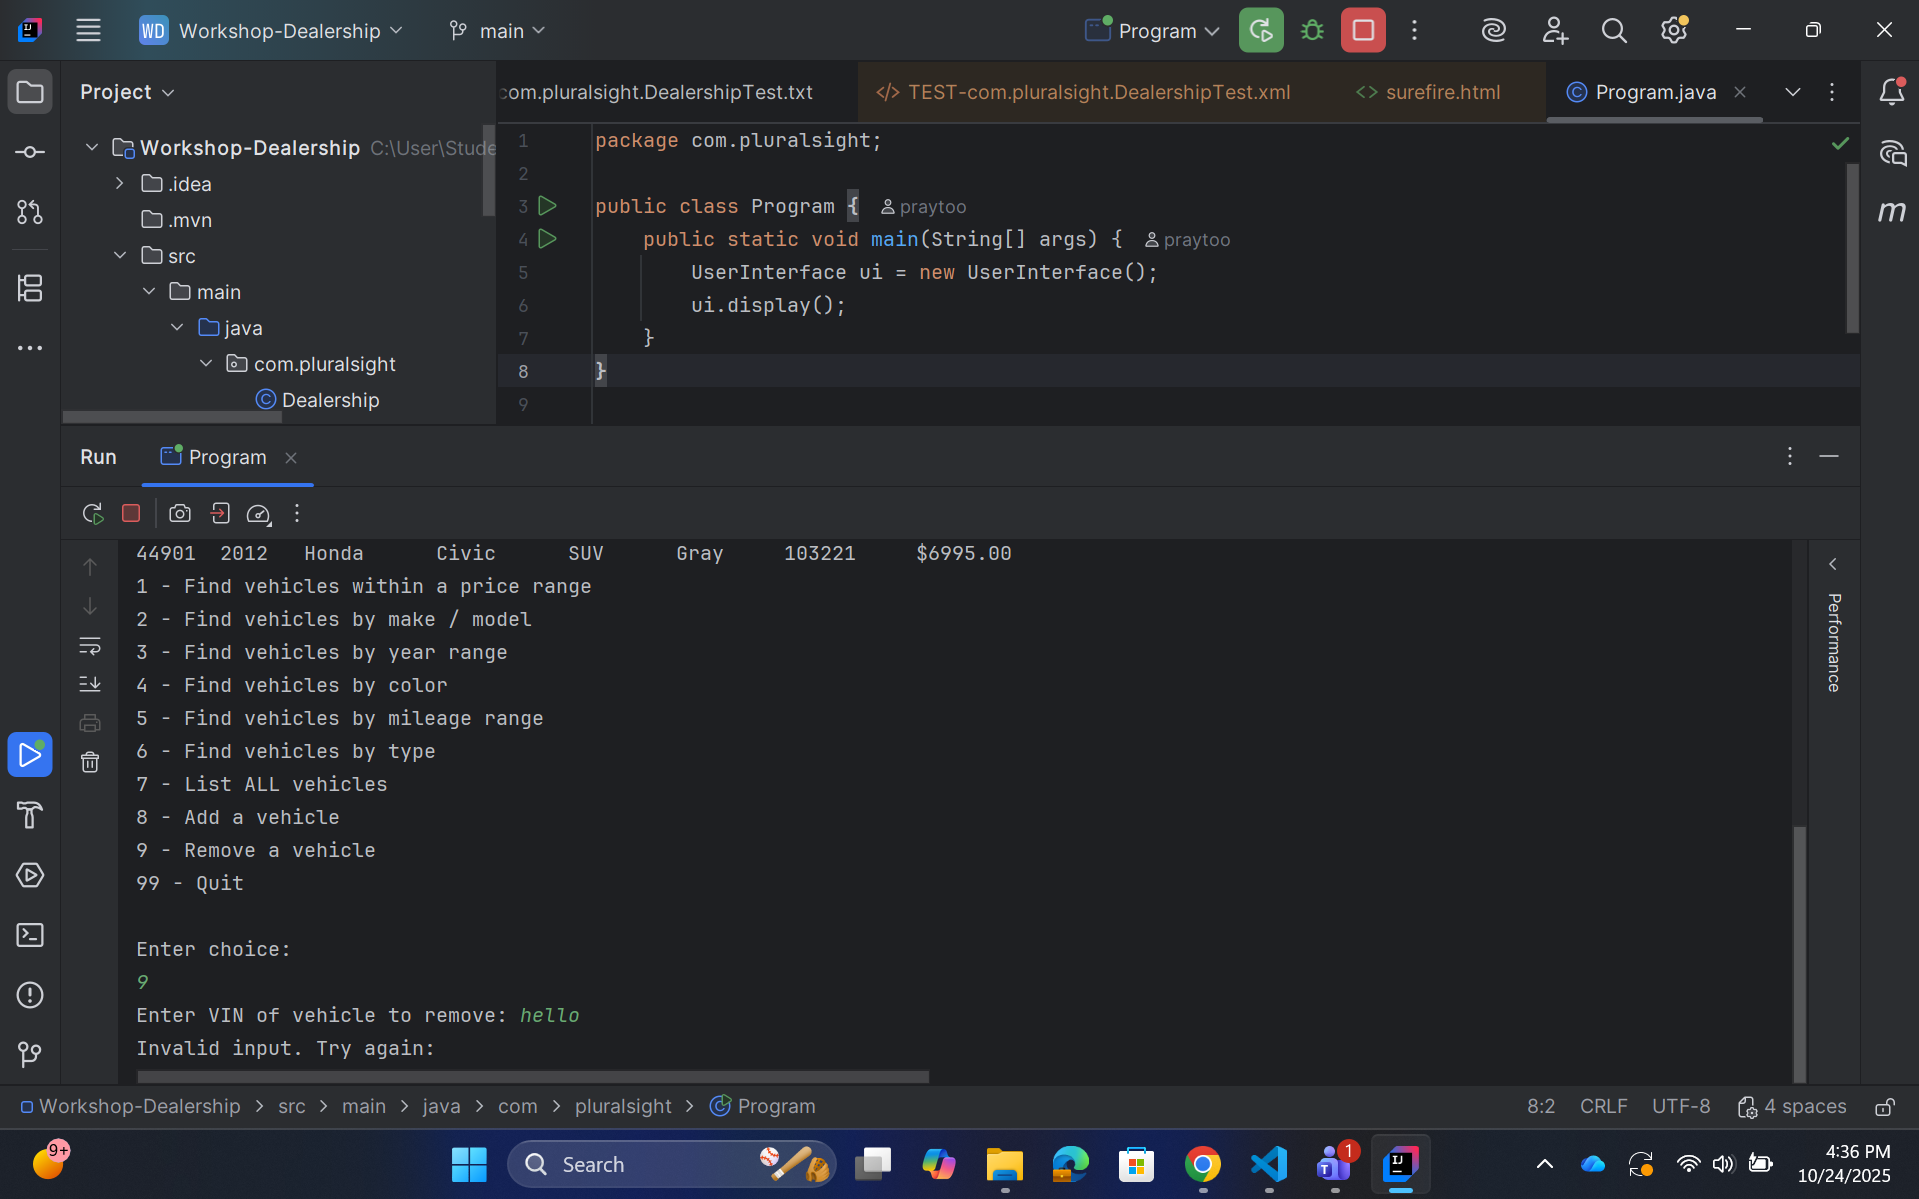 WD Workshop-Dealership main Program
Project
com.pluralsight.DealershipTest.txt TEST-com.pluralsight.DealershipTest.xml surefire.html Program.java
Workshop-Dealership C:\User\Stude
.idea
.mvn
src
main
java
com.pluralsight
Dealership
1 package com.pluralsight;
2
3 public class Program { praytoo
4 public static void main(String[] args) { praytoo
5 UserInterface ui = new UserInterface();
6 ui.display();
7 }
8 }
9
Run Program
44901 2012 Honda Civic SUV Gray 103221 $6995.00
1 - Find vehicles within a price range
2 - Find vehicles by make / model
3 - Find vehicles by year range
4 - Find vehicles by color
5 - Find vehicles by mileage range
6 - Find vehicles by type
7 - List ALL vehicles
8 - Add a vehicle
9 - Remove a vehicle
99 - Quit
Enter choice:
9
Enter VIN of vehicle to remove: hello
Invalid input. Try again:
Performance
Workshop-Dealership > src > main > java > com > pluralsight > Program 8:2 CRLF UTF-8 4 spaces
9+ Search 1 4:36 PM
10/24/2025